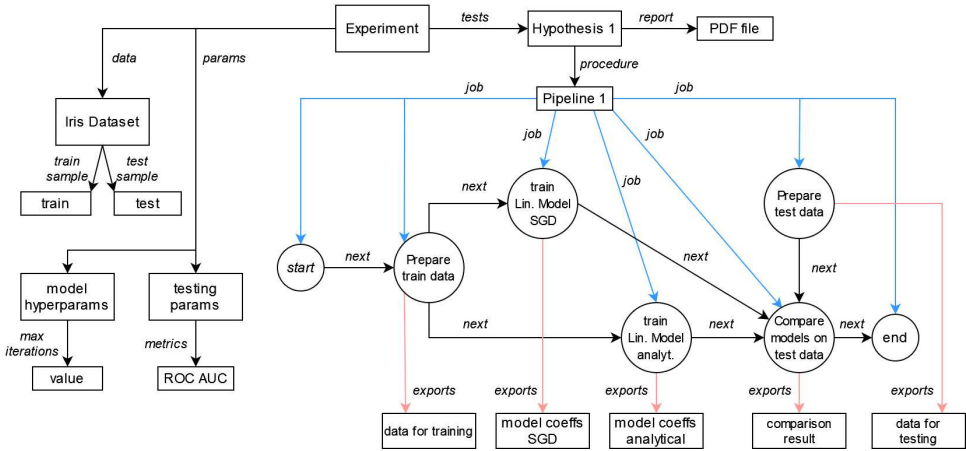 Experiment
tests
Hypothesis 1
report
PDF file
data
params
procedure
job
Pipeline 1
job
Iris Dataset
job
job
job
train
sample
test
sample
train
test
next
train
Lin. Model
SGD
Prepare
test data
start
next
Prepare
train data
next
next
model
hyperparams
testing
params
next
train
Lin. Model
analyt.
next
Compare
models on
test data
next
end
max
iterations
metrics
value
ROC AUC
exports
exports
exports
exports
exports
data for training
model coeffs
SGD
model coeffs
analytical
comparison
result
data for
testing